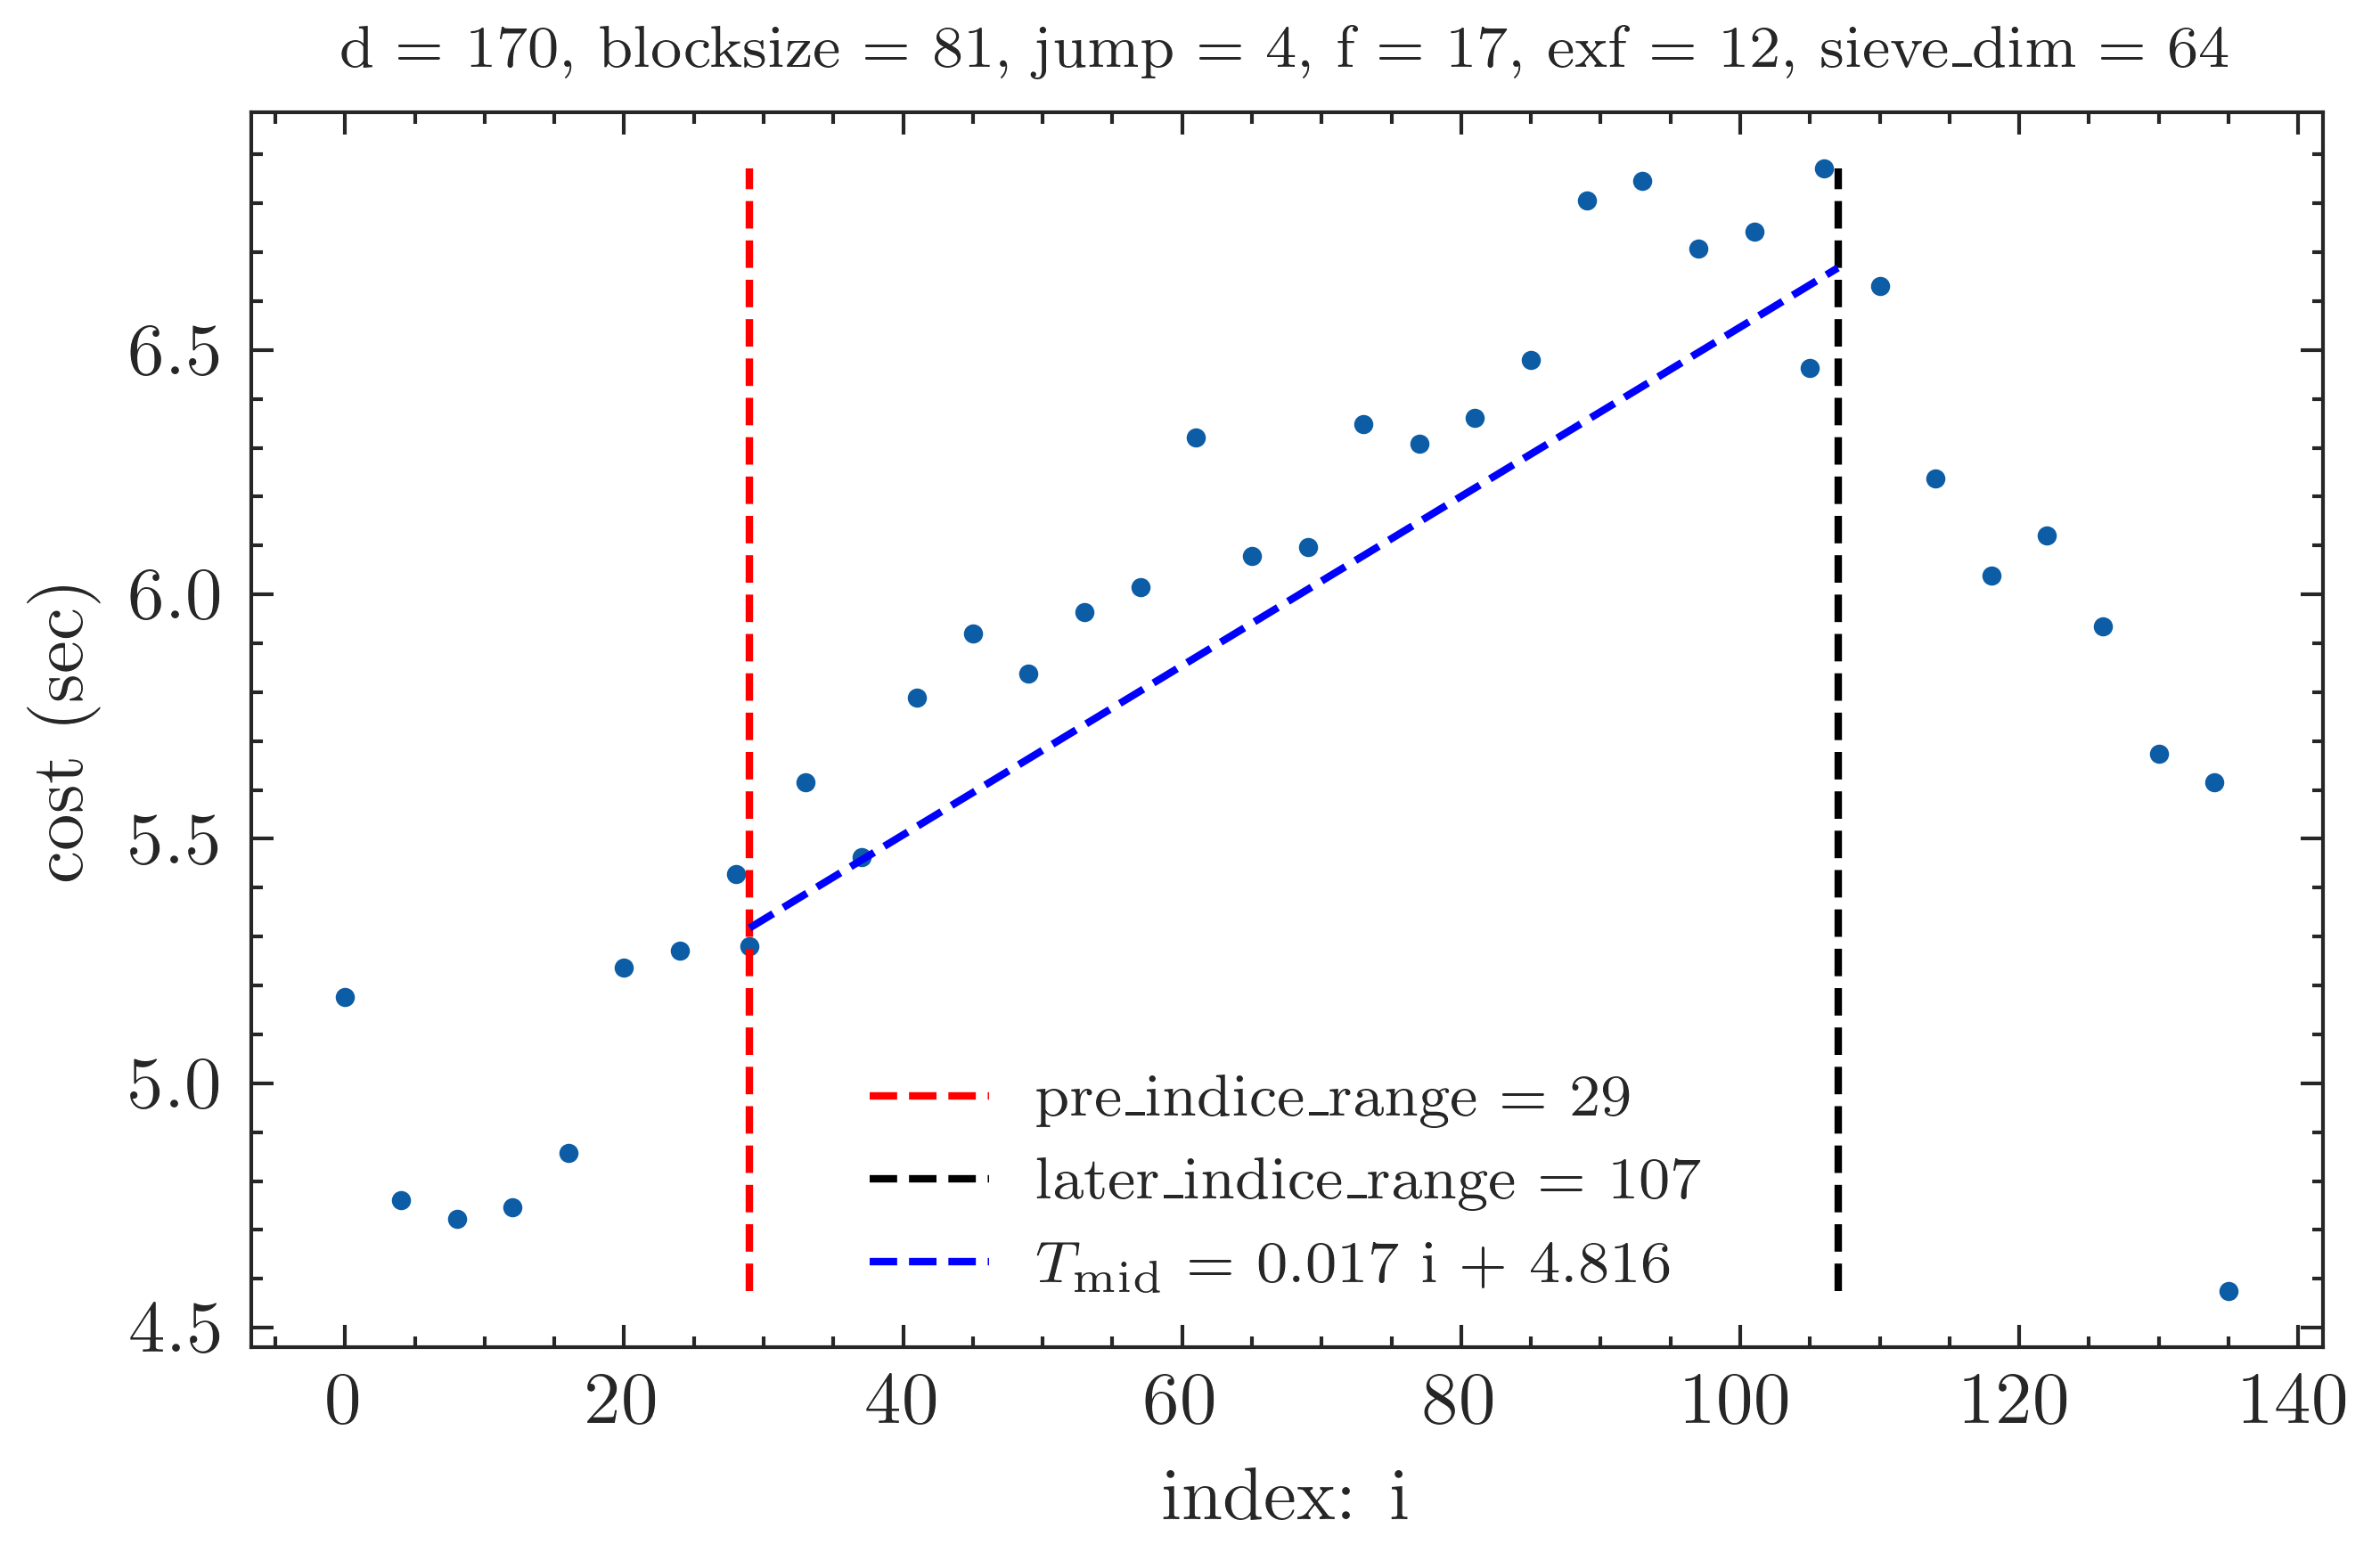 d = 170, blocksize = 81, jump = 4, f = 17, exf = 12, sieve_dim = 64
cost (sec)
6.5
6.0
5.5
5.0
4.5
pre_indice_range = 29
later_indice_range = 107
T_mid = 0.017 i + 4.816
0 20 40 60 80 100 120 140
index: i